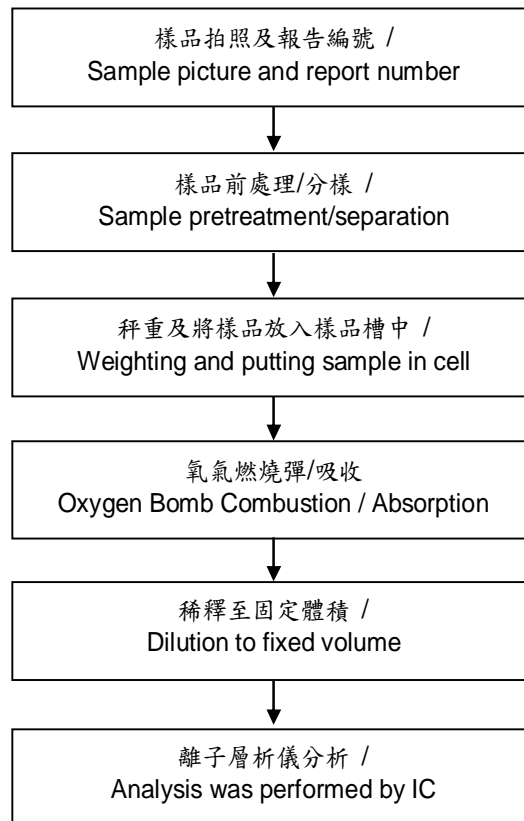 樣品拍照及報告編號 /
Sample picture and report number
樣品前處理/分樣 /
Sample pretreatment/separation
秤重及將樣品放入樣品槽中 /
Weighting and putting sample in cell
氧氣燃燒彈/吸收
Oxygen Bomb Combustion / Absorption
稀釋至固定體積 /
Dilution to fixed volume
離子層析儀分析 /
Analysis was performed by IC